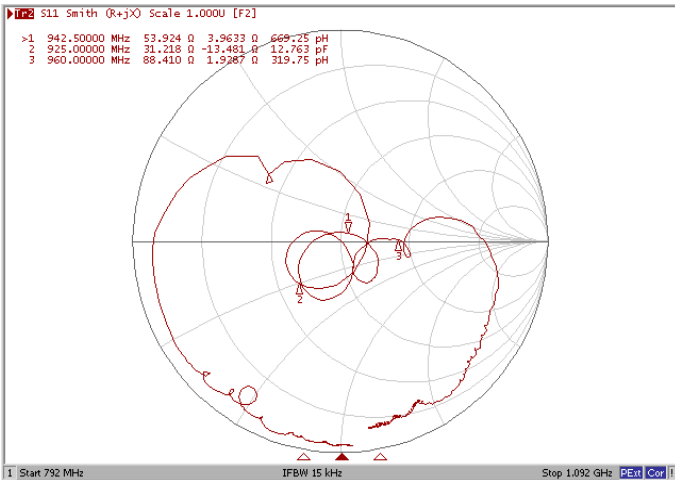 Tr2 S11 Smith (R+jX) Scale 1.000U [F2]
>1 942.50000 MHz 53.924 Ω 3.9633 Ω 669.25 pH
2 925.00000 MHz 31.218 Ω -13.481 Ω 12.763 pF
3 960.00000 MHz 88.410 Ω 1.9287 Ω 319.75 pH
1
3
2
1 Start 792 MHz IFBW 15 kHz Stop 1.092 GHz PExt Cor !